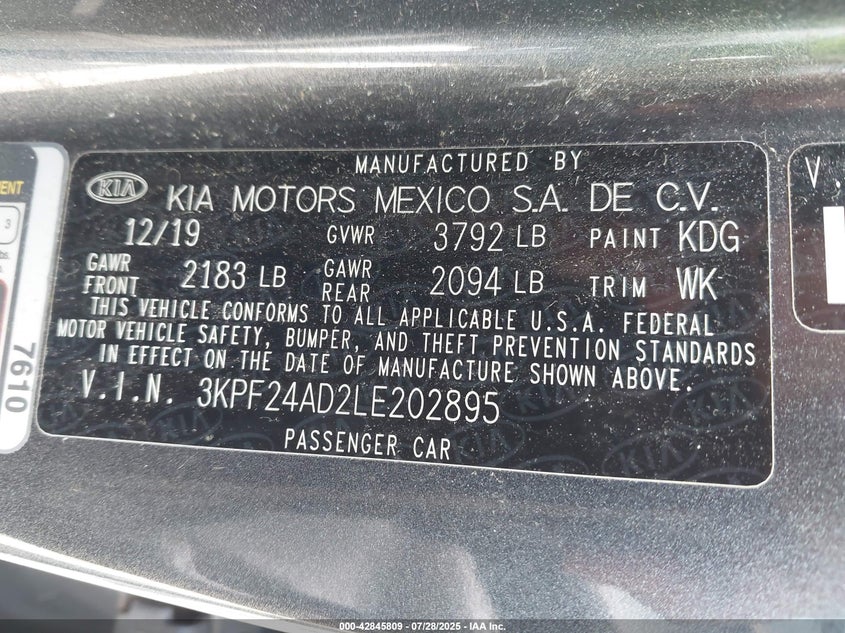 MANUFACTURED BY
KIA KIA MOTORS MEXICO S.A. DE C.V.
12/19 GVWR 3792 LB PAINT KDG
GAWR FRONT 2183 LB GAWR REAR 2094 LB TRIM WK
THIS VEHICLE CONFORMS TO ALL APPLICABLE U.S.A. FEDERAL
MOTOR VEHICLE SAFETY, BUMPER, AND THEFT PREVENTION STANDARDS
IN EFFECT ON THE DATE OF MANUFACTURE SHOWN ABOVE.
V.I.N. 3KPF24AD2LE202895
PASSENGER CAR
7610
3
V.
000-42845809 - 07/28/2025 - IAA Inc.